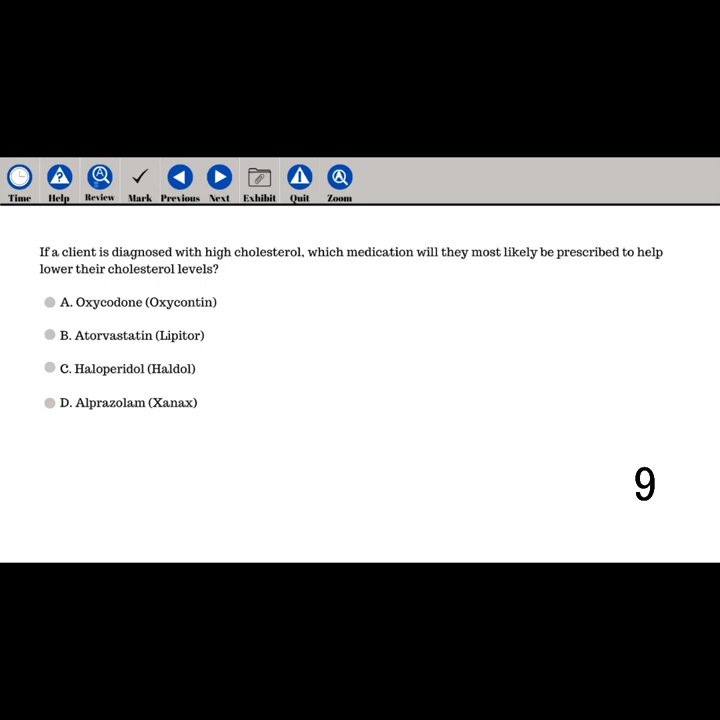 Time Help Review Mark Previous Next Exhibit Quit Zoom
If a client is diagnosed with high cholesterol, which medication will they most likely be prescribed to help
lower their cholesterol levels?
A. Oxycodone (Oxycontin)
B. Atorvastatin (Lipitor)
C. Haloperidol (Haldol)
D. Alprazolam (Xanax)
9